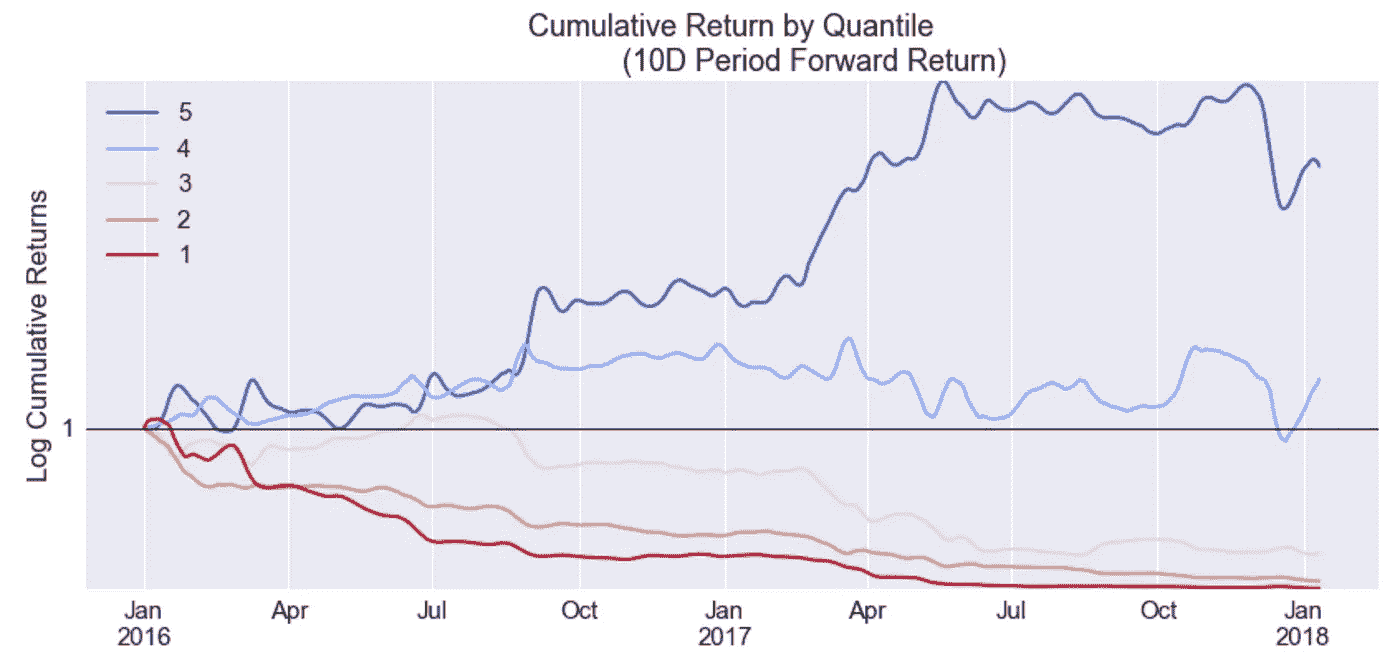 Cumulative Return by Quantile
(10D Period Forward Return)
5
4
3
2
1
Log Cumulative Returns
1
Jan Apr Jul Oct Jan Apr Jul Oct Jan
2016 2017 2018